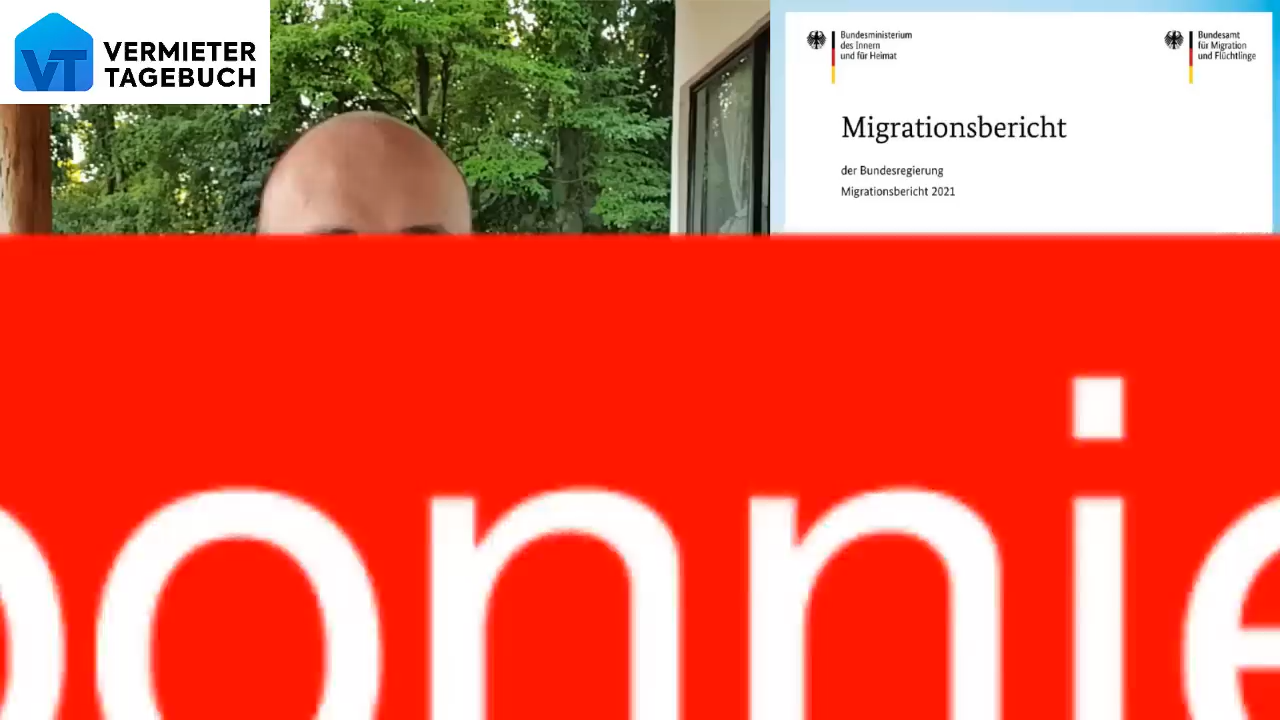 VERMIETER
TAGEBUCH
Bundesministerium
des Innern
und für Heimat
Bundesamt
für Migration
und Flüchtlinge
Migrationsbericht
der Bundesregierung
Migrationsbericht 2021
onnie